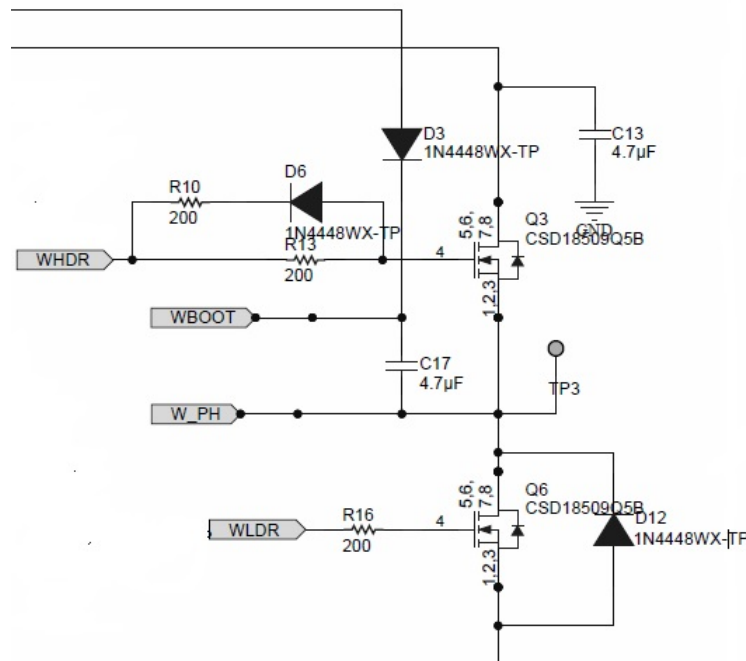 D3
1N4448WX-TP
C13
4.7µF
D6
1N4448WX-TP
R10
200
Q3
CSD18509Q5B
5,6,
7,8
GND
R13
200
WHDR
4
1,2,3
WBOOT
C17
4.7µF
TP3
W_PH
5,6,
7,8
Q6
CSD18509Q5B
D12
1N4448WX-TP
R16
200
WLDR
4
1,2,3